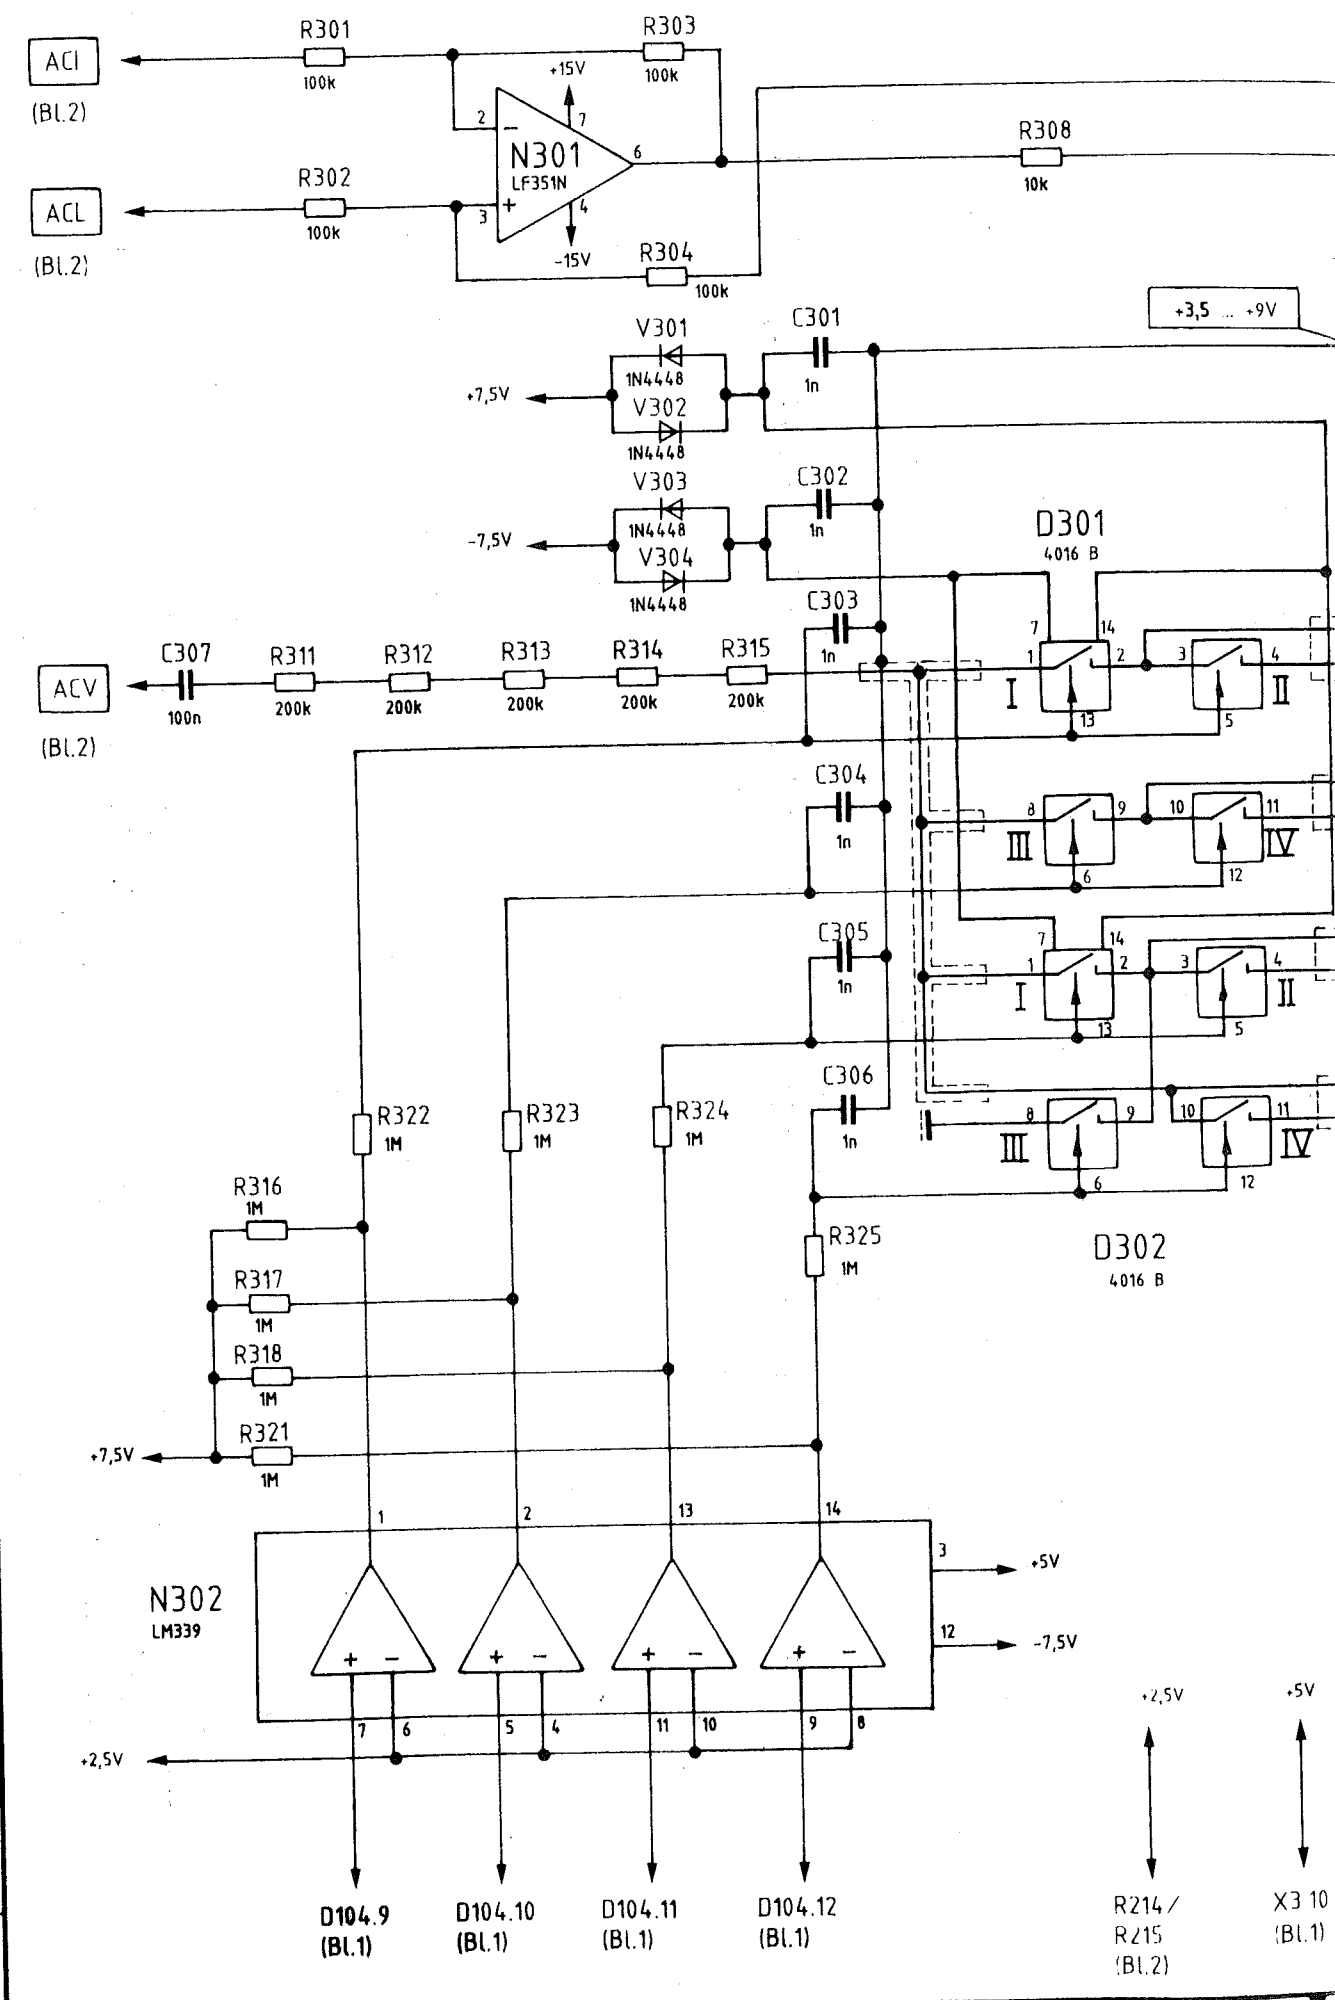 R301
R303
ACI
100k
+15V
100k
(Bl.2)
2
−
7
R308
N301
6
LF351N
10k
R302
ACL
+
3
4
100k
-15V
(Bl.2)
R304
100k
+3,5 ... +9V
C301
V301
1n
1N4448
+7,5V
V302
1N4448
C302
V303
1n
1N4448
-7,5V
V304
1N4448
D301
4016 B
C303
7
14
1n
C307
R311
R312
R313
R314
R315
1
2
3
4
ACV
I
II
100n
200k
200k
200k
200k
200k
13
5
(Bl.2)
C304
1n
8
9
10
11
III
IV
6
12
C305
1n
7
14
1
2
3
4
I
II
13
5
C306
1n
R322
R323
R324
1M
1M
1M
8
9
10
11
III
IV
6
12
R316
1M
R325
1M
D302
4016 B
R317
1M
R318
1M
R321
+7,5V
1M
1
2
13
14
3
+5V
N302
LM339
12
-7,5V
+ −
+ −
+ −
+ −
7
6
5
4
11
10
9
8
+2,5V
+2,5V
+5V
D104.9
(Bl.1)
D104.10
(Bl.1)
D104.11
(Bl.1)
D104.12
(Bl.1)
R214/
R215
(Bl.2)
X3 10
(Bl.1)